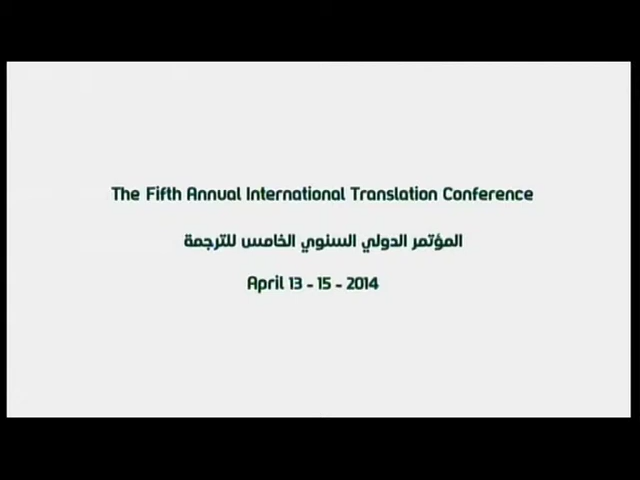 The Fifth Annual International Translation Conference
المؤتمر الدولي السنوي الخامس للترجمة
April 13 - 15 - 2014